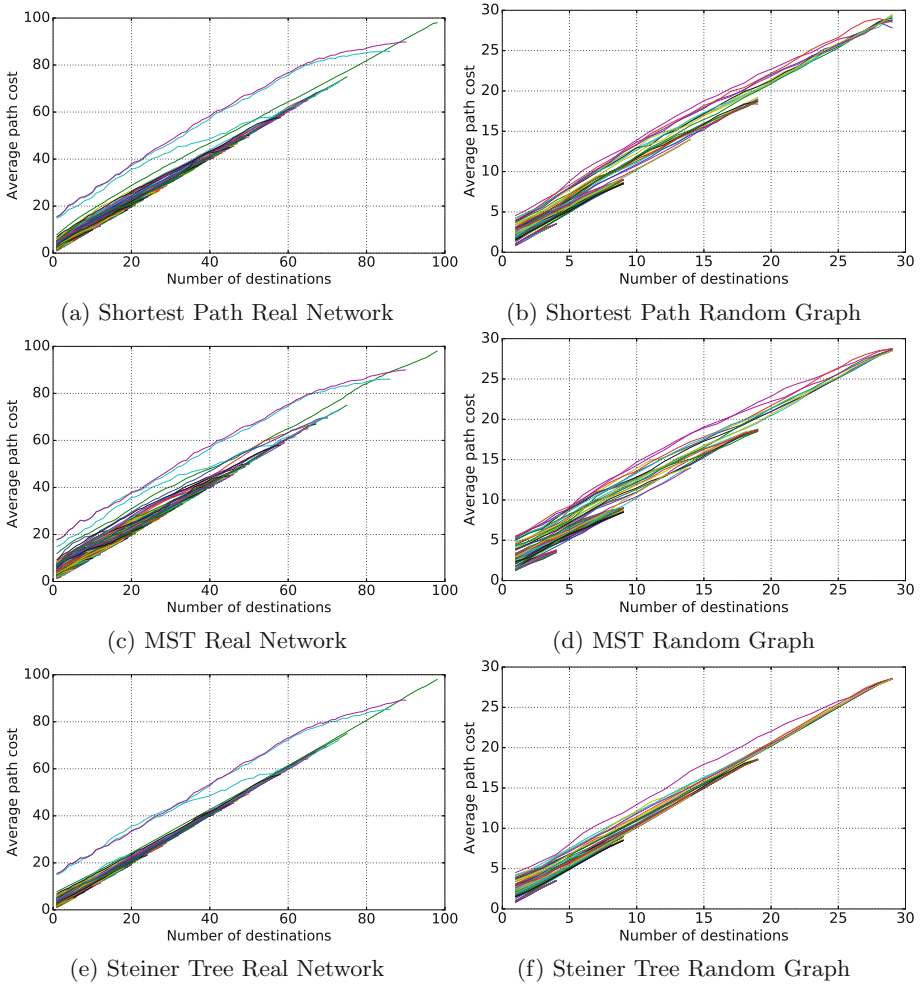 100
80
60
40
20
0
0 20 40 60 80 100
Average path cost
Number of destinations
(a) Shortest Path Real Network
30
25
20
15
10
5
0
0 5 10 15 20 25 30
Average path cost
Number of destinations
(b) Shortest Path Random Graph
100
80
60
40
20
0
0 20 40 60 80 100
Average path cost
Number of destinations
(c) MST Real Network
30
25
20
15
10
5
0
0 5 10 15 20 25 30
Average path cost
Number of destinations
(d) MST Random Graph
100
80
60
40
20
0
0 20 40 60 80 100
Average path cost
Number of destinations
(e) Steiner Tree Real Network
30
25
20
15
10
5
0
0 5 10 15 20 25 30
Average path cost
Number of destinations
(f) Steiner Tree Random Graph